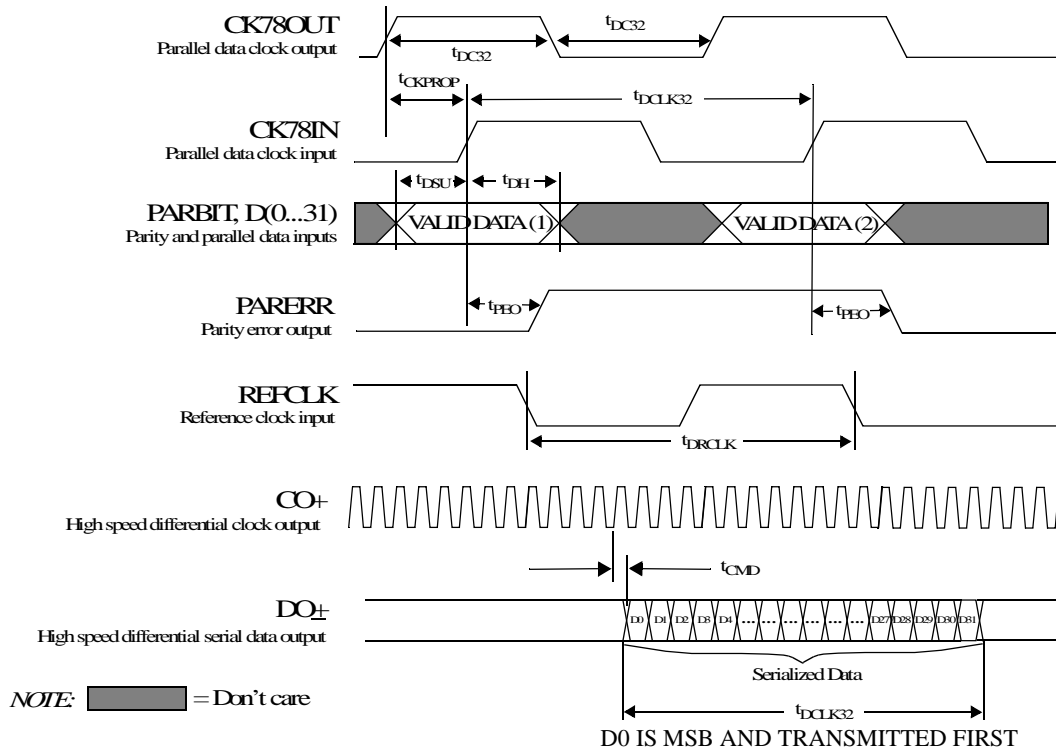 CK78OUT
Parallel data clock output
tDC32
tDC32
tCKPROP
tDCLK32
CK78IN
Parallel data clock input
tDSU
tDH
PARBIT, D(0...31)
Parity and parallel data inputs
VALID DATA (1)
VALID DATA (2)
PARERR
Parity error output
tPEO
tPEO
REFCLK
Reference clock input
tDRCLK
CO+
High speed differential clock output
tCMD
DO±
High speed differential serial data output
D0 D1 D2 D3 D4 ... ... ... ... ... ... D27 D28 D29 D30 D31
Serialized Data
NOTE: = Don't care
tDCLK32
D0 IS MSB AND TRANSMITTED FIRST